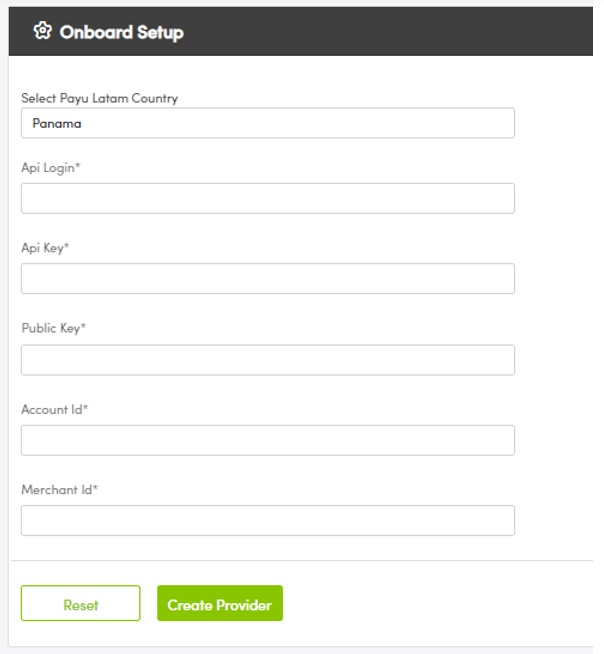 Onboard Setup
Select Payu Latam Country
Panama
Api Login*
Api Key*
Public Key*
Account Id*
Merchant Id*
Reset
Create Provider